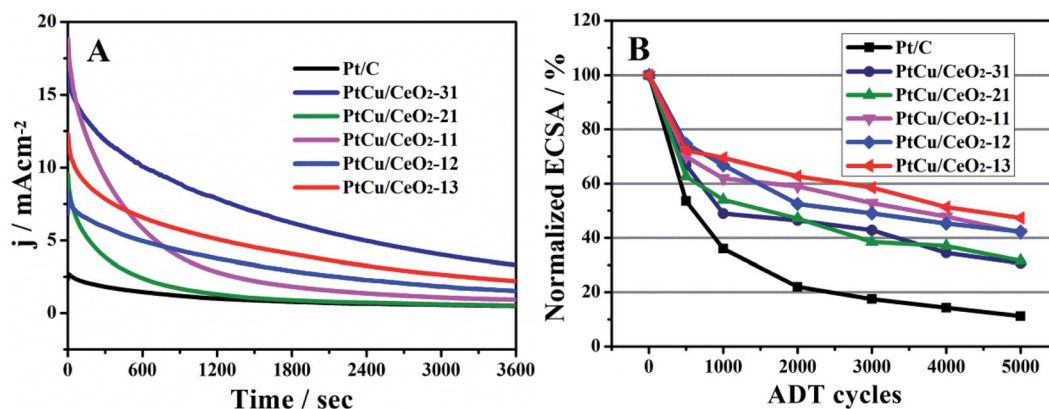 A
Pt/C
PtCu/CeO₂-31
PtCu/CeO₂-21
PtCu/CeO₂-11
PtCu/CeO₂-12
PtCu/CeO₂-13
j / mAcm⁻²
20
15
10
5
0
0 600 1200 1800 2400 3000 3600
Time / sec
B
Pt/C
PtCu/CeO₂-31
PtCu/CeO₂-21
PtCu/CeO₂-11
PtCu/CeO₂-12
PtCu/CeO₂-13
Normalized ECSA / %
120
100
80
60
40
20
0
0 1000 2000 3000 4000 5000
ADT cycles